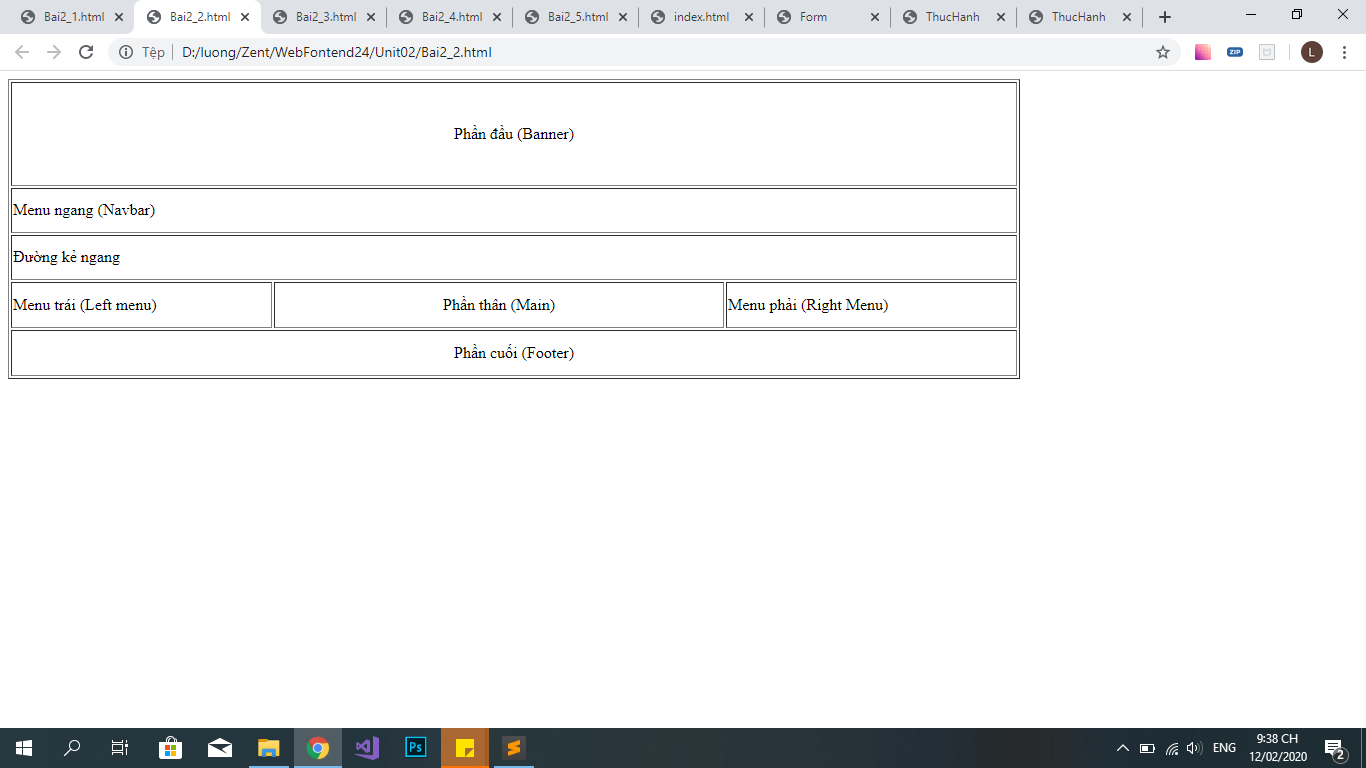 Bai2_1.html Bai2_2.html Bai2_3.html Bai2_4.html Bai2_5.html index.html Form ThucHanh ThucHanh
Tệp D:/luong/Zent/WebFontend24/Unit02/Bai2_2.html ZIP L
Phần đầu (Banner)
Menu ngang (Navbar)
Đường kẻ ngang
Menu trái (Left menu) Phần thân (Main) Menu phải (Right Menu)
Phần cuối (Footer)
Ps ENG 9:38 CH
12/02/2020 2